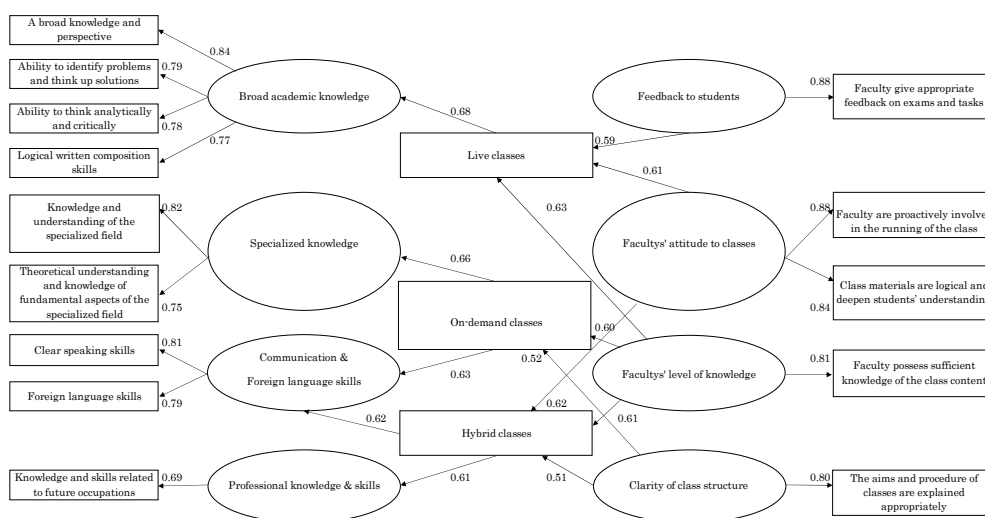 A broad knowledge and
perspective
0.84
Ability to identify problems
and think up solutions
0.79
Ability to think analytically
and critically
0.78
Logical written composition
skills
0.77
Broad academic knowledge
0.68
Live classes
0.59
Feedback to students
0.88
Faculty give appropriate
feedback on exams and tasks
0.61
0.63
Knowledge and
understanding of the
specialized field
0.82
Theoretical understanding
and knowledge of
fundamental aspects of the
specialized field
0.75
Specialized knowledge
0.66
On-demand classes
0.60
0.52
Facultys' attitude to classes
0.88
Faculty are proactively involve
in the running of the class
Class materials are logical and
deepen students' understandin
0.84
Clear speaking skills
0.81
Foreign language skills
0.79
Communication &
Foreign language skills
0.63
0.62
Hybrid classes
0.62
0.61
Facultys' level of knowledge
0.81
Faculty possess sufficient
knowledge of the class content
Knowledge and skills related
to future occupations
0.69
Professional knowledge & skills
0.61
0.51
Clarity of class structure
0.80
The aims and procedure of
classes are explained
appropriately